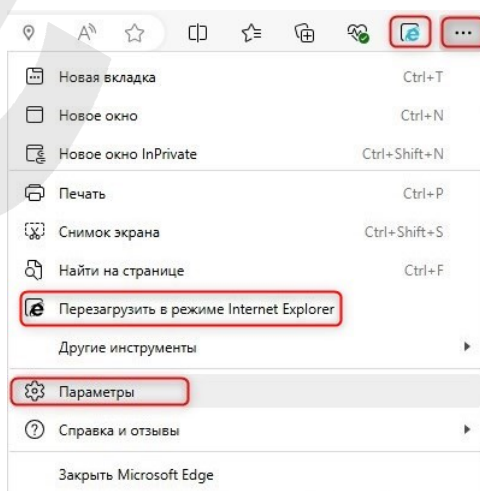 Новая вкладка Ctrl+T
Новое окно Ctrl+N
Новое окно InPrivate Ctrl+Shift+N
Печать Ctrl+P
Снимок экрана Ctrl+Shift+S
Найти на странице Ctrl+F
Перезагрузить в режиме Internet Explorer
Другие инструменты
Параметры
Справка и отзывы
Закрыть Microsoft Edge